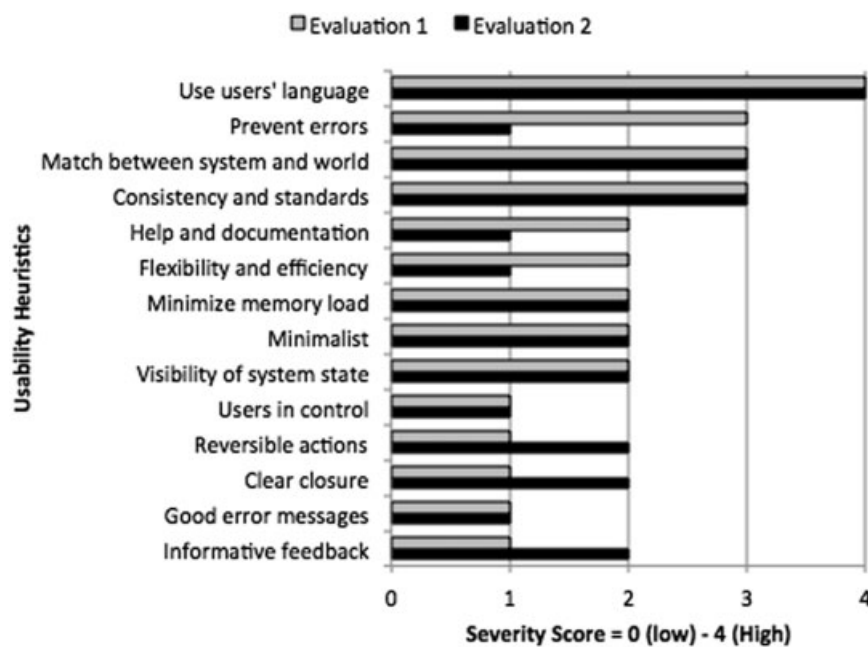 Evaluation 1 Evaluation 2
Use users' language
Prevent errors
Match between system and world
Consistency and standards
Help and documentation
Flexibility and efficiency
Minimize memory load
Minimalist
Visibility of system state
Users in control
Reversible actions
Clear closure
Good error messages
Informative feedback
Usability Heuristics
0 1 2 3 4
Severity Score = 0 (low) - 4 (High)